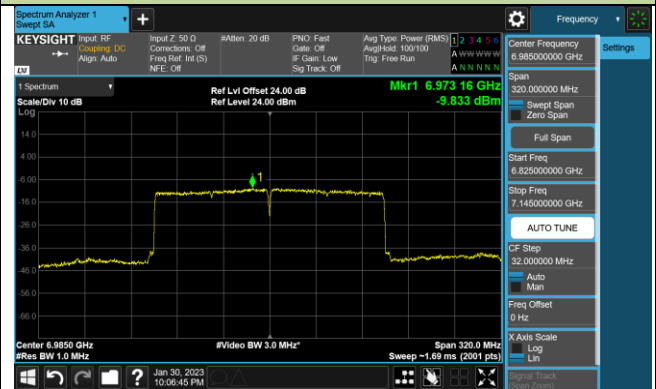 Spectrum Analyzer 1
Swept SA
Frequency
KEYSIGHT
Input: RF
Coupling: DC
Align: Auto
Input Z: 50 Ω
Corrections: Off
Freq Ref: Int (S)
NFE: Off
#Atten: 20 dB
PNO: Fast
Gate: Off
IF Gain: Low
Sig Track: Off
Avg Type: Power (RMS)
Avg|Hold: 100/100
Trig: Free Run
1 2 3 4 5 6
A W W W W W
A N N N N N
LXI
1 Spectrum
Scale/Div 10 dB
Ref Lvl Offset 24.00 dB
Ref Level 24.00 dBm
Mkr1 6.973 16 GHz
-9.833 dBm
Log
14.0
4.00
-6.00
-16.0
-26.0
-36.0
-46.0
-56.0
-66.0
1
Center 6.9850 GHz
#Res BW 1.0 MHz
#Video BW 3.0 MHz*
Span 320.0 MHz
Sweep ~1.69 ms (2001 pts)
Jan 30, 2023
10:06:45 PM
Settings
Center Frequency
6.985000000 GHz
Span
320.000000 MHz
Swept Span
Zero Span
Full Span
Start Freq
6.825000000 GHz
Stop Freq
7.145000000 GHz
AUTO TUNE
CF Step
32.000000 MHz
Auto
Man
Freq Offset
0 Hz
X Axis Scale
Log
Lin
Signal Track
(Span Zoom)